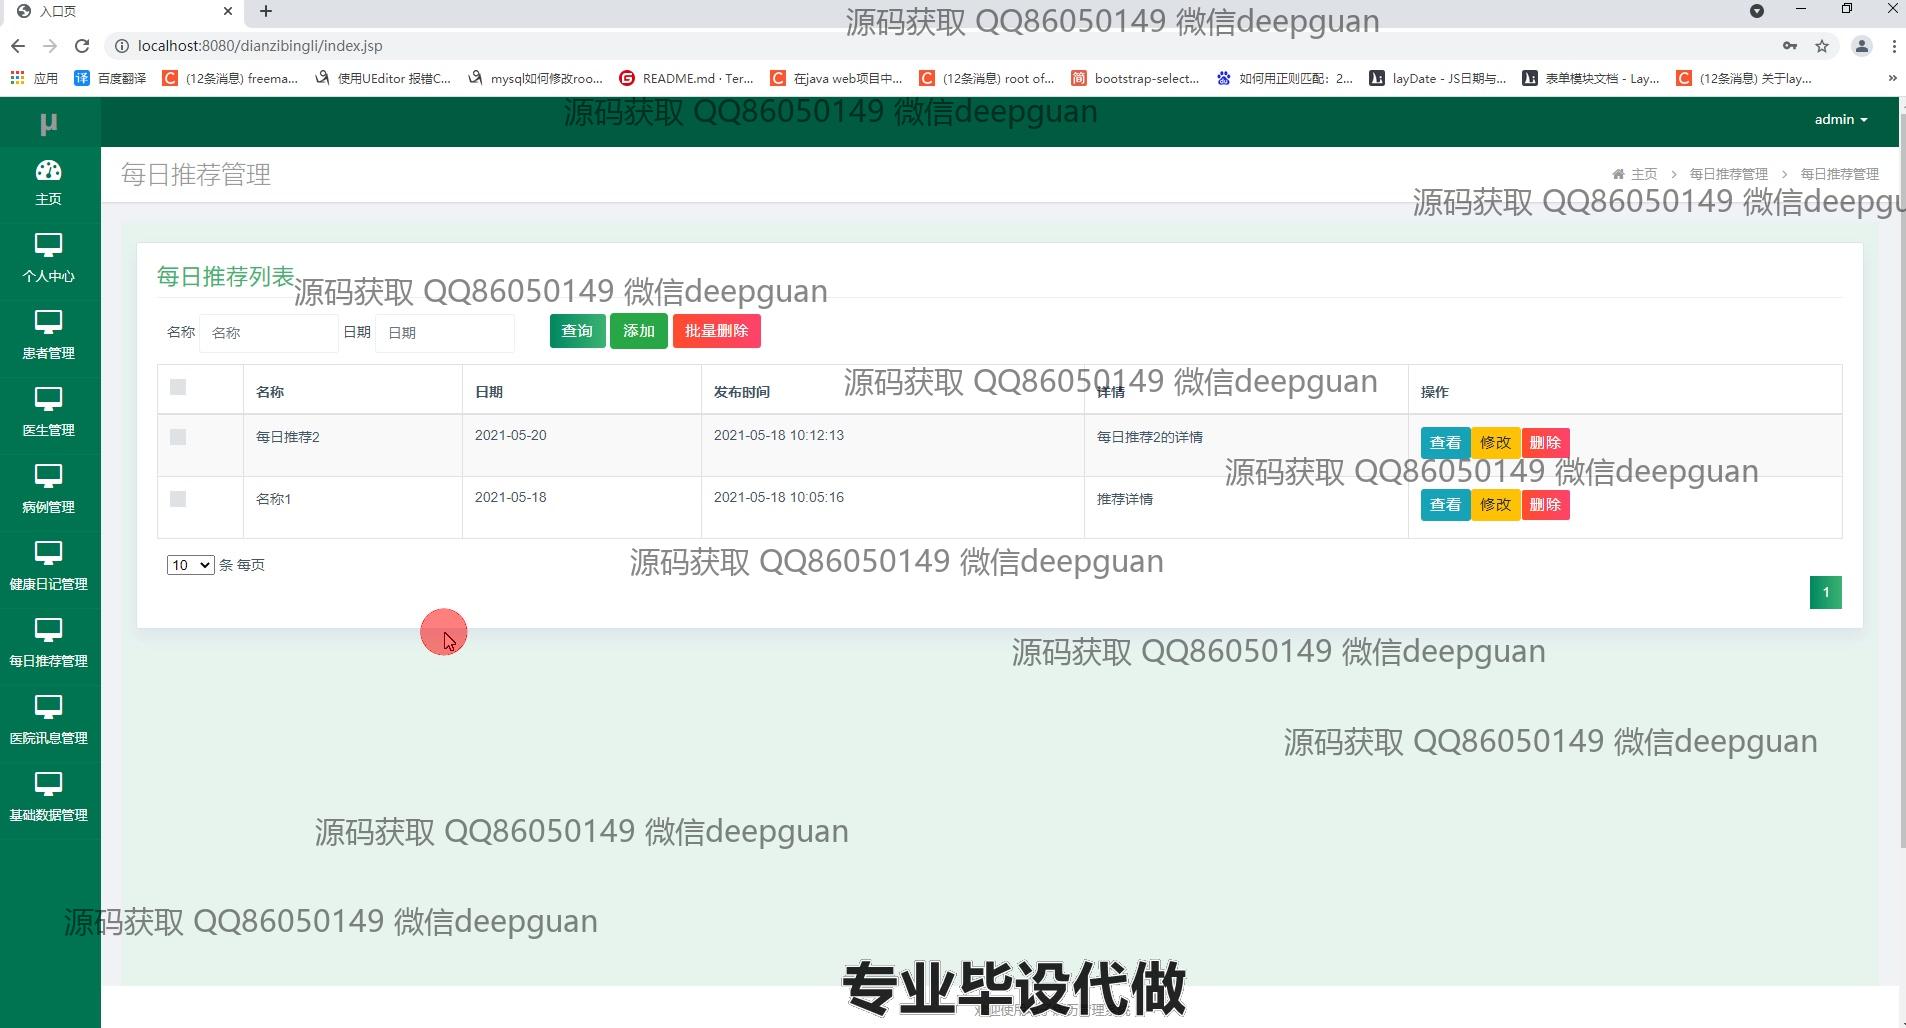 入口页
源码获取 QQ86050149 微信deepguan
localhost:8080/dianzibingli/index.jsp
应用 百度翻译 (12条消息) freema... 使用UEditor 报错C... mysql如何修改roo... README.md · Ter... 在java web项目中... (12条消息) root of... bootstrap-select... 如何用正则匹配：2... layDate - JS日期与... 表单模块文档 - Lay... (12条消息) 关于lay...
源码获取 QQ86050149 微信deepguan
μ
admin
主页
每日推荐管理
主页 > 每日推荐管理 > 每日推荐管理
源码获取 QQ86050149 微信deepgu
个人中心
每日推荐列表
源码获取 QQ86050149 微信deepguan
患者管理
名称 名称 日期 日期 查询 添加 批量删除
源码获取 QQ86050149 微信deepguan
名称 日期 发布时间 详情 操作
医生管理
每日推荐2 2021-05-20 2021-05-18 10:12:13 每日推荐2的详情 查看 修改 删除
源码获取 QQ86050149 微信deepguan
病例管理
名称1 2021-05-18 2021-05-18 10:05:16 推荐详情 查看 修改 删除
10 条 每页
源码获取 QQ86050149 微信deepguan
健康日记管理
1
每日推荐管理
源码获取 QQ86050149 微信deepguan
医院讯息管理
源码获取 QQ86050149 微信deepguan
基础数据管理
源码获取 QQ86050149 微信deepguan
源码获取 QQ86050149 微信deepguan
专业毕设代做